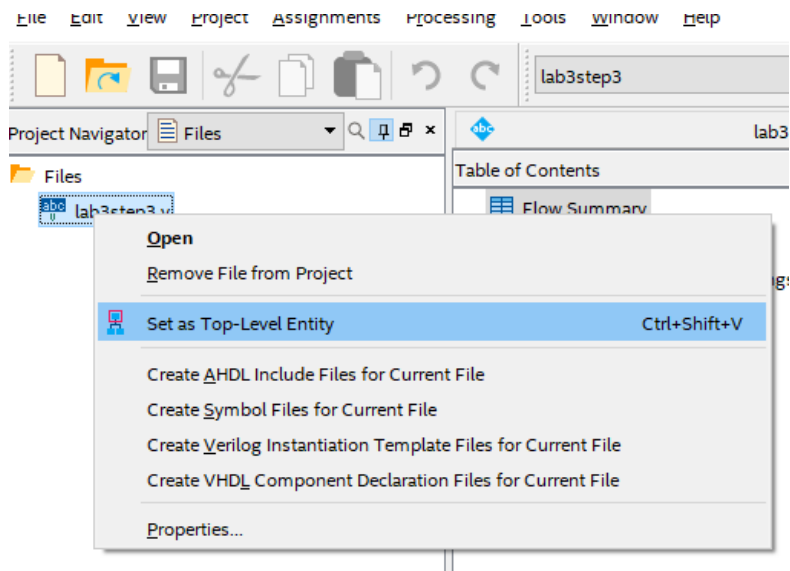 File Edit View Project Assignments Processing Tools Window Help
lab3step3
Project Navigator Files
abc lab3
Files
Table of Contents
abc lab3step3.v
Flow Summary
Open
Remove File from Project
Set as Top-Level Entity Ctrl+Shift+V
Create AHDL Include Files for Current File
Create Symbol Files for Current File
Create Verilog Instantiation Template Files for Current File
Create VHDL Component Declaration Files for Current File
Properties...